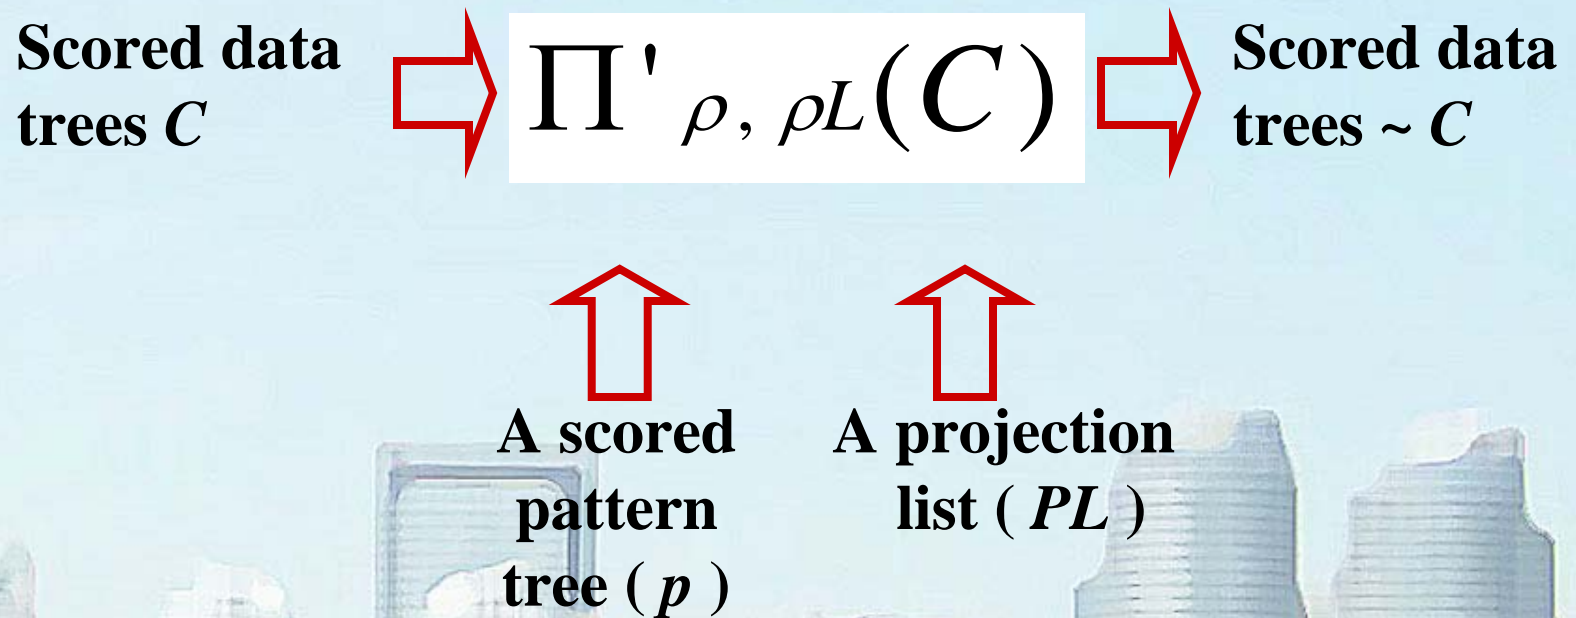 Scored data
trees C
Π'ρ, ρL(C)
Scored data
trees ~ C
A scored
pattern
tree ( p )
A projection
list ( PL )